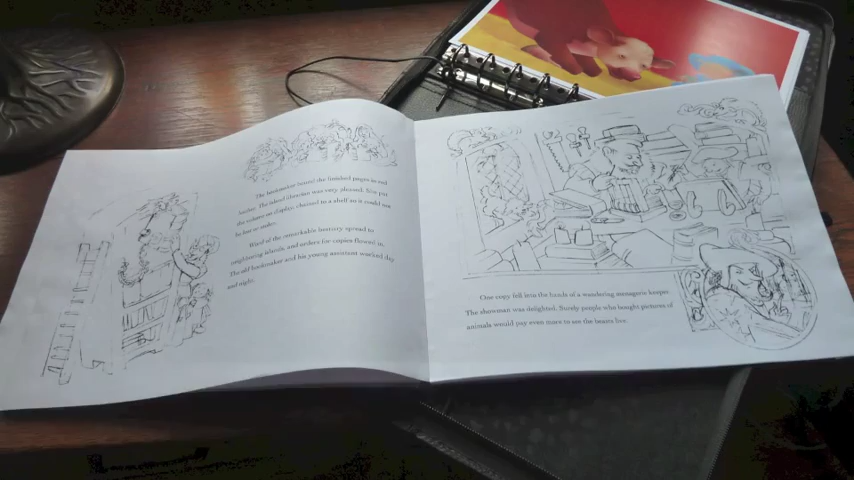 The bookmaker bound the finished pages in red
leather. The island librarian was very pleased. She put
the volume on display, chained to a shelf so it could not
be lost or stolen.
Word of the remarkable bestiary spread to
neighboring islands, and orders for copies flowed in.
The old bookmaker and his young assistant worked day
and night.
One copy fell into the hands of a wandering menagerie keeper.
The showman was delighted. Surely people who bought pictures of
animals would pay even more to see the beasts live.